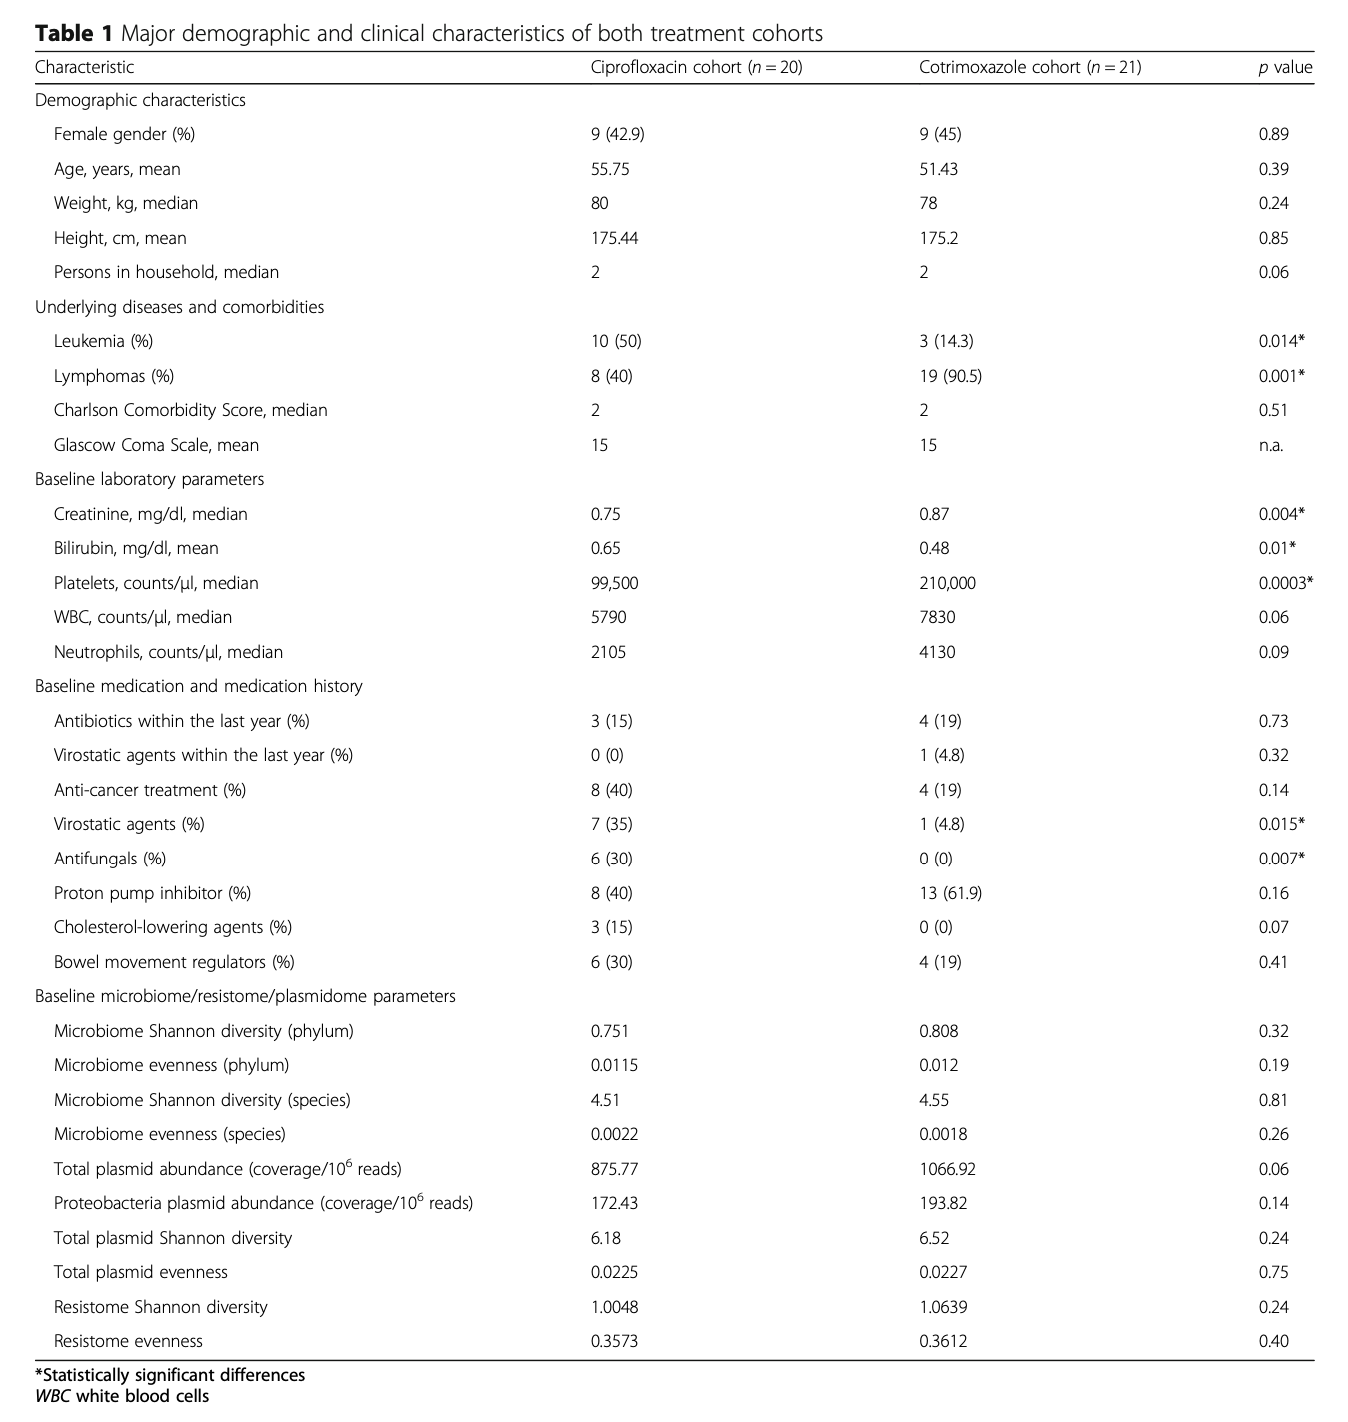 Table 1 Major demographic and clinical characteristics of both treatment cohorts
Characteristic Ciprofloxacin cohort (n = 20) Cotrimoxazole cohort (n = 21) p value
Demographic characteristics
Female gender (%) 9 (42.9) 9 (45) 0.89
Age, years, mean 55.75 51.43 0.39
Weight, kg, median 80 78 0.24
Height, cm, mean 175.44 175.2 0.85
Persons in household, median 2 2 0.06
Underlying diseases and comorbidities
Leukemia (%) 10 (50) 3 (14.3) 0.014*
Lymphomas (%) 8 (40) 19 (90.5) 0.001*
Charlson Comorbidity Score, median 2 2 0.51
Glascow Coma Scale, mean 15 15 n.a.
Baseline laboratory parameters
Creatinine, mg/dl, median 0.75 0.87 0.004*
Bilirubin, mg/dl, mean 0.65 0.48 0.01*
Platelets, counts/μl, median 99,500 210,000 0.0003*
WBC, counts/μl, median 5790 7830 0.06
Neutrophils, counts/μl, median 2105 4130 0.09
Baseline medication and medication history
Antibiotics within the last year (%) 3 (15) 4 (19) 0.73
Virostatic agents within the last year (%) 0 (0) 1 (4.8) 0.32
Anti-cancer treatment (%) 8 (40) 4 (19) 0.14
Virostatic agents (%) 7 (35) 1 (4.8) 0.015*
Antifungals (%) 6 (30) 0 (0) 0.007*
Proton pump inhibitor (%) 8 (40) 13 (61.9) 0.16
Cholesterol-lowering agents (%) 3 (15) 0 (0) 0.07
Bowel movement regulators (%) 6 (30) 4 (19) 0.41
Baseline microbiome/resistome/plasmidome parameters
Microbiome Shannon diversity (phylum) 0.751 0.808 0.32
Microbiome evenness (phylum) 0.0115 0.012 0.19
Microbiome Shannon diversity (species) 4.51 4.55 0.81
Microbiome evenness (species) 0.0022 0.0018 0.26
Total plasmid abundance (coverage/10⁶ reads) 875.77 1066.92 0.06
Proteobacteria plasmid abundance (coverage/10⁶ reads) 172.43 193.82 0.14
Total plasmid Shannon diversity 6.18 6.52 0.24
Total plasmid evenness 0.0225 0.0227 0.75
Resistome Shannon diversity 1.0048 1.0639 0.24
Resistome evenness 0.3573 0.3612 0.40
*Statistically significant differences
WBC white blood cells